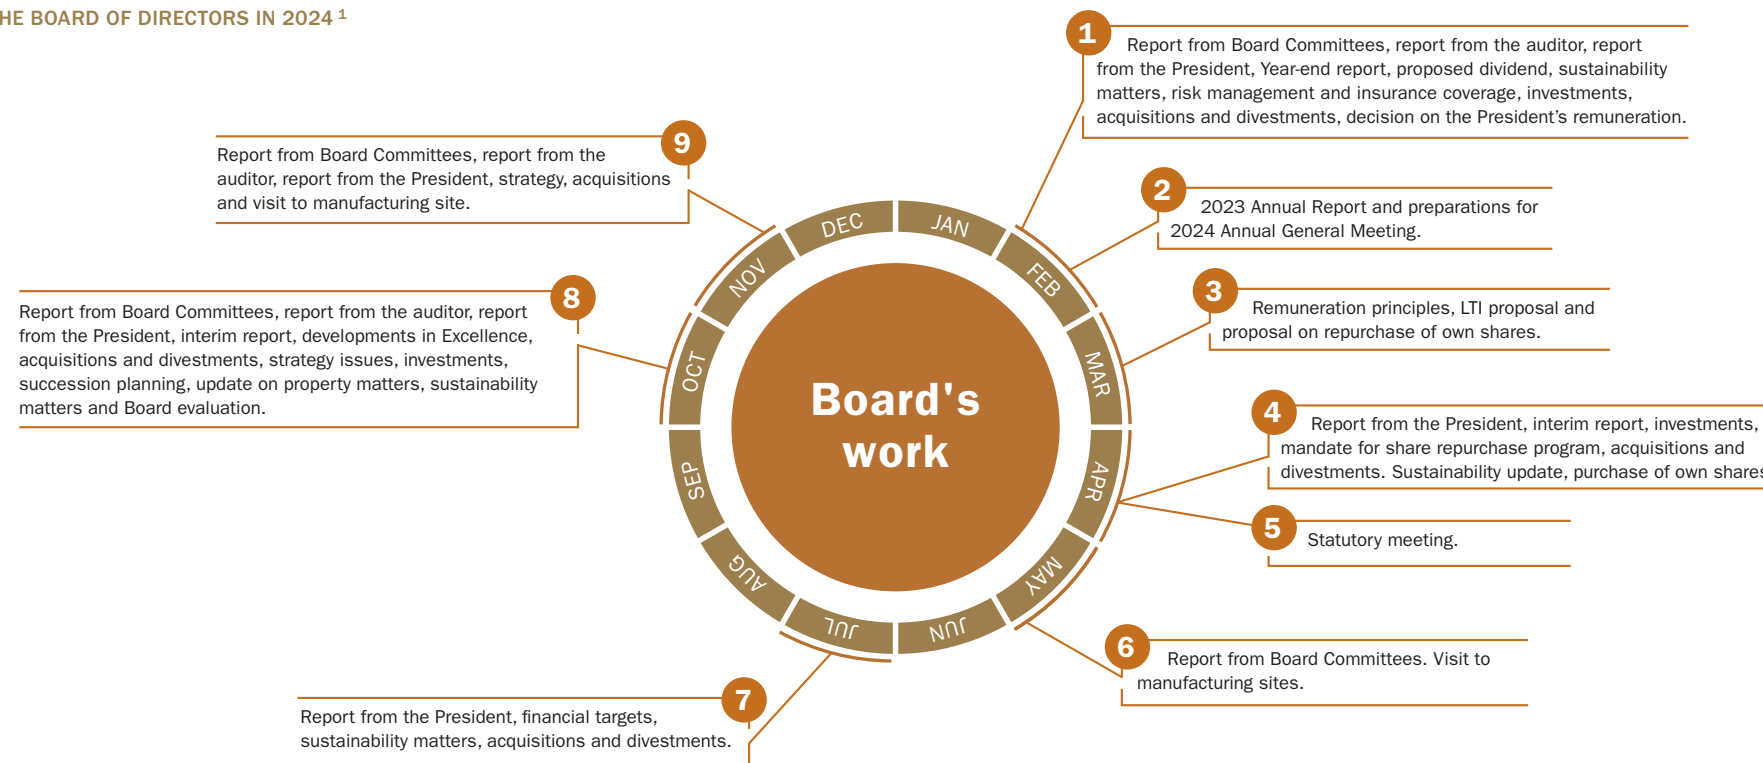 HE BOARD OF DIRECTORS IN 2024 1
1
Report from Board Committees, report from the auditor, report
from the President, Year-end report, proposed dividend, sustainability
matters, risk management and insurance coverage, investments,
acquisitions and divestments, decision on the President's remuneration.
2
2023 Annual Report and preparations for
2024 Annual General Meeting.
3
Remuneration principles, LTI proposal and
proposal on repurchase of own shares.
4
Report from the President, interim report, investments,
mandate for share repurchase program, acquisitions and
divestments. Sustainability update, purchase of own shares
5
Statutory meeting.
6
Report from Board Committees. Visit to
manufacturing sites.
7
Report from the President, financial targets,
sustainability matters, acquisitions and divestments.
8
Report from Board Committees, report from the auditor, report
from the President, interim report, developments in Excellence,
acquisitions and divestments, strategy issues, investments,
succession planning, update on property matters, sustainability
matters and Board evaluation.
9
Report from Board Committees, report from the
auditor, report from the President, strategy, acquisitions
and visit to manufacturing site.
JAN
FEB
MAR
APR
MAY
JUN
JUL
AUG
SEP
OCT
NOV
DEC
Board's
work